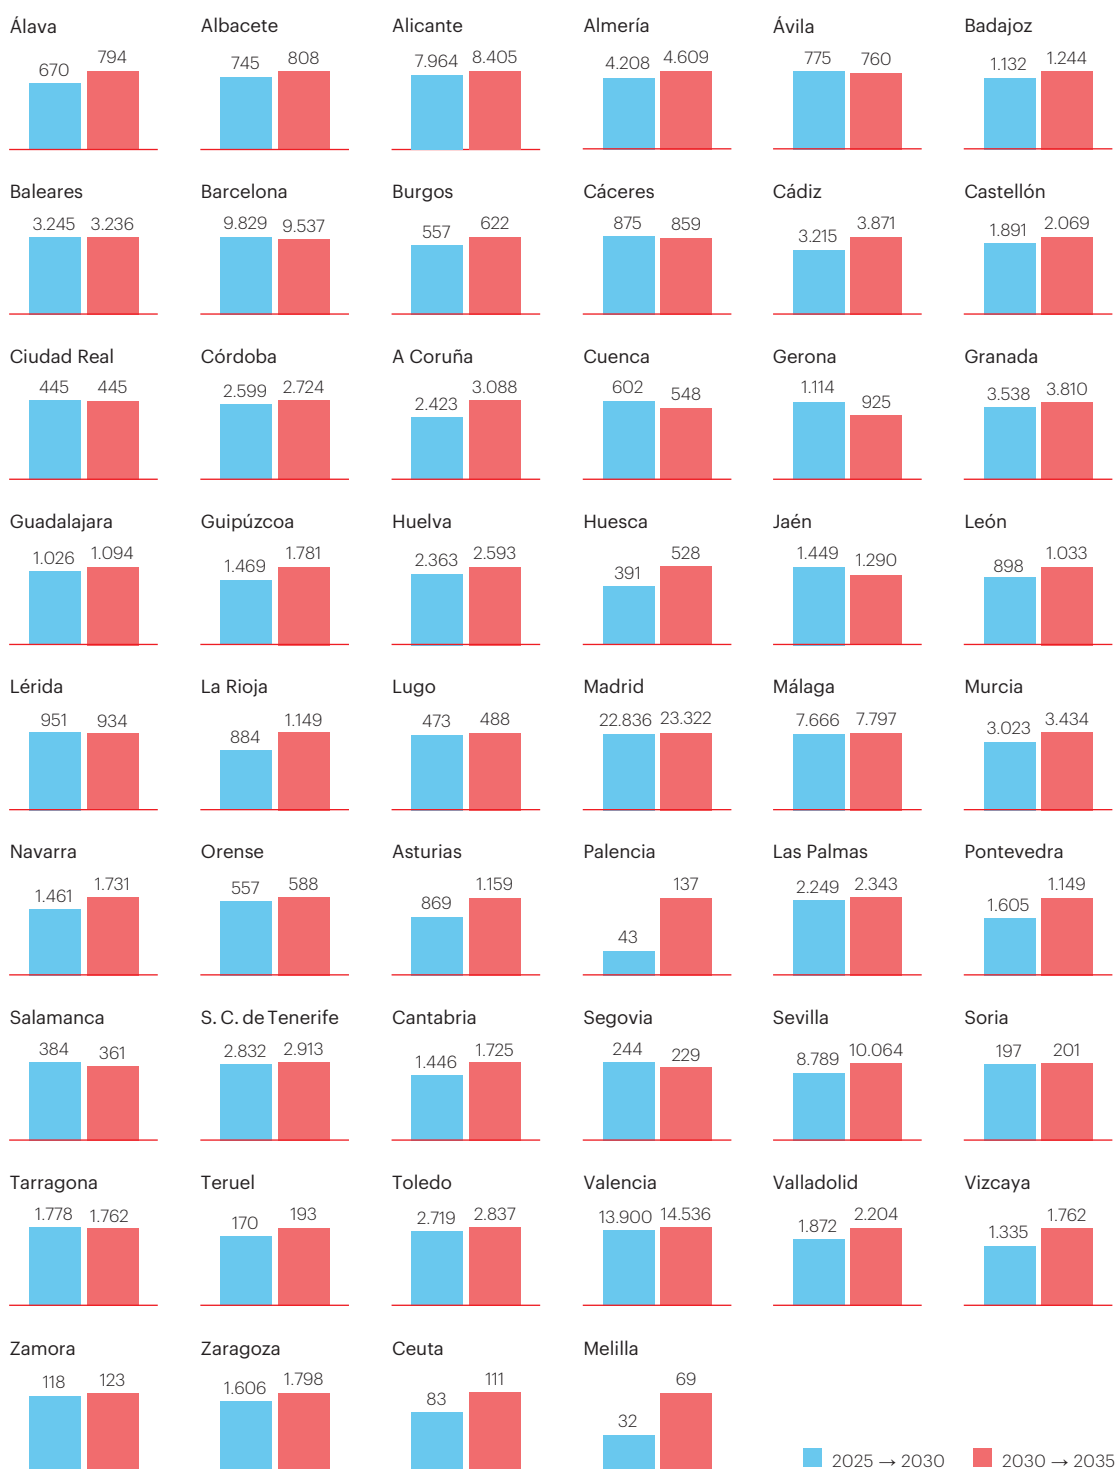 Álava
670 794
Albacete
745 808
Alicante
7.964 8.405
Almería
4.208 4.609
Ávila
775 760
Badajoz
1.132 1.244
Baleares
3.245 3.236
Barcelona
9.829 9.537
Burgos
557 622
Cáceres
875 859
Cádiz
3.215 3.871
Castellón
1.891 2.069
Ciudad Real
445 445
Córdoba
2.599 2.724
A Coruña
2.423 3.088
Cuenca
602 548
Gerona
1.114 925
Granada
3.538 3.810
Guadalajara
1.026 1.094
Guipúzcoa
1.469 1.781
Huelva
2.363 2.593
Huesca
391 528
Jaén
1.449 1.290
León
898 1.033
Lérida
951 934
La Rioja
884 1.149
Lugo
473 488
Madrid
22.836 23.322
Málaga
7.666 7.797
Murcia
3.023 3.434
Navarra
1.461 1.731
Orense
557 588
Asturias
869 1.159
Palencia
43 137
Las Palmas
2.249 2.343
Pontevedra
1.605 1.149
Salamanca
384 361
S. C. de Tenerife
2.832 2.913
Cantabria
1.446 1.725
Segovia
244 229
Sevilla
8.789 10.064
Soria
197 201
Tarragona
1.778 1.762
Teruel
170 193
Toledo
2.719 2.837
Valencia
13.900 14.536
Valladolid
1.872 2.204
Vizcaya
1.335 1.762
Zamora
118 123
Zaragoza
1.606 1.798
Ceuta
83 111
Melilla
32 69
2025 → 2030 2030 → 2035